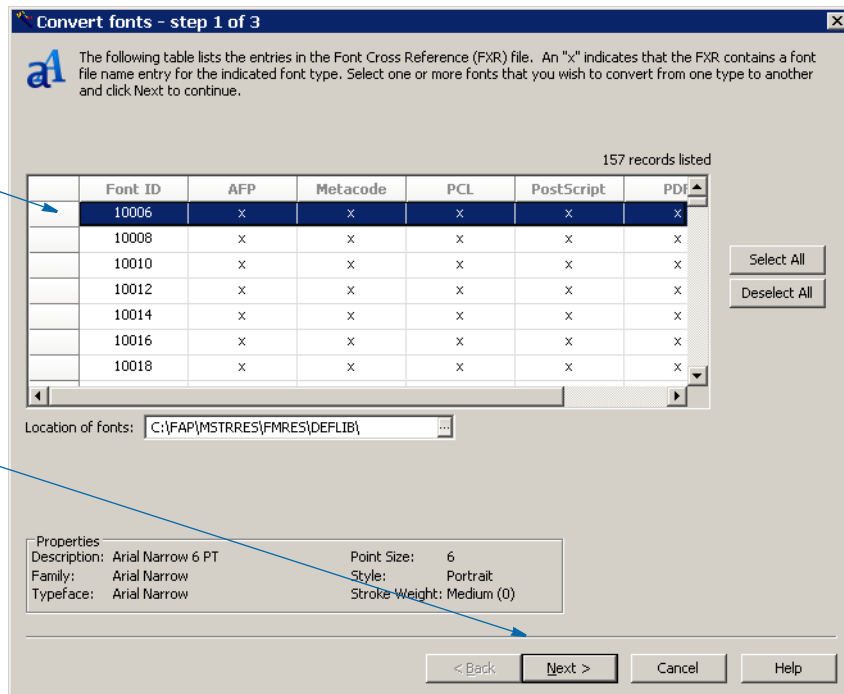 Convert fonts - step 1 of 3
The following table lists the entries in the Font Cross Reference (FXR) file. An "x" indicates that the FXR contains a font
file name entry for the indicated font type. Select one or more fonts that you wish to convert from one type to another
and click Next to continue.
157 records listed
Font ID AFP Metacode PCL PostScript PDF
10006 x x x x x
10008 x x x x x
10010 x x x x x
10012 x x x x x
10014 x x x x x
10016 x x x x x
10018 x x x x x
Select All
Deselect All
Location of fonts: C:\FAP\MSTRRES\FMRES\DEFLIB\ ...
Properties
Description: Arial Narrow 6 PT Point Size: 6
Family: Arial Narrow Style: Portrait
Typeface: Arial Narrow Stroke Weight: Medium (0)
< Back Next > Cancel Help